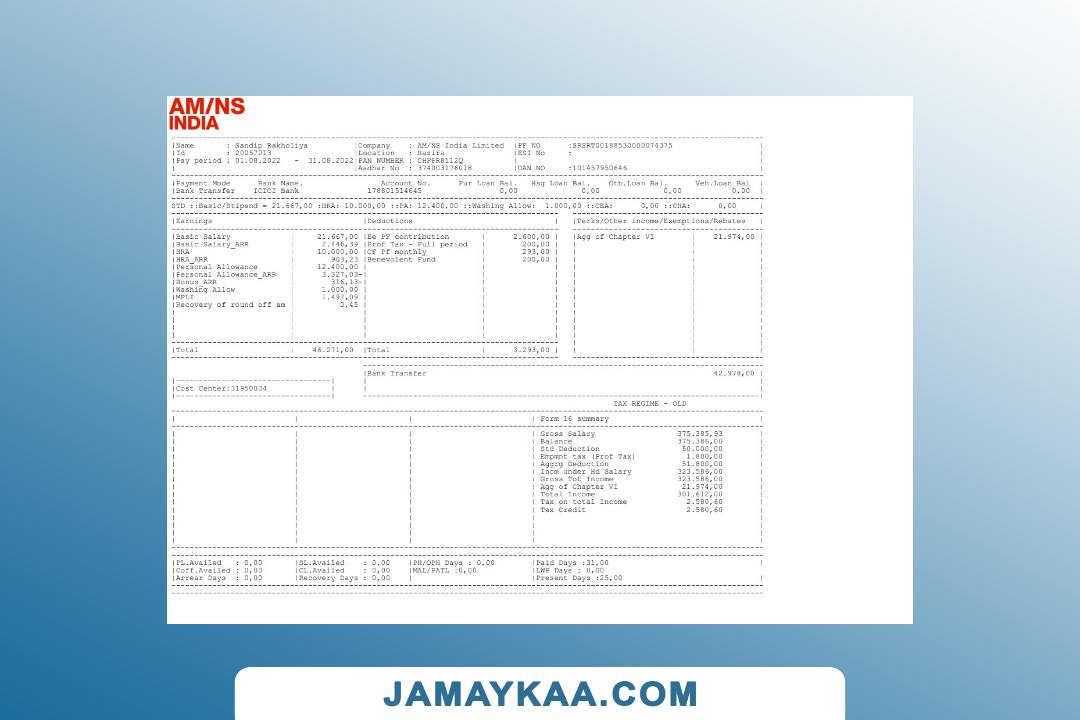 AM/NS
INDIA
Name : Sandip Rakholiya |Company : AM/NS India Limited |PF NO :SRSRT00188530000074375
|Id : 20057013 |Location : Hazira |ESI No :
|Pay period : 01.08.2022 - 31.08.2022|PAN NUMBER : CHPPR8112Q |
| |Aadhar No : 374003176018 |UAN NO :101457950646 |
|Payment Mode Bank Name. Account No. Fur Loan Bal. Hsg Loan Bal. Oth.Loan Bal. Veh.Loan Bal |
|Bank Transfer ICICI Bank 178801514645 0,00 0,00 0,00 0,00 |
STD ::Basic/Stipend = 21.667,00 :HRA: 10.000,00 ::PA: 12.400,00 ::Washing Allow: 1.000,00 ::CEA: 0,00 ::CHA: 0,00 |
|Earnings |Deductions | |Perks/Other income/Exemptions/Rebates |
|Basic Salary | 21.667,00 |Ee PF contribution | 2.600,00 | |Agg of Chapter VI | 21.974,00 |
|Basic Salary_ARR | 2.446,39 |Prof Tax - Full period | 200,00 |
|HRA | 10.000,00 |CF Pf monthly | 293,00 |
|HRA_ARR | 903,23 |Benevolent Fund | 200,00 |
|Personal Allowance | 12.400,00 |
|Personal Allowance_ARR | 3.327,03-|
|Bonus_ARR | 316,13-|
|Washing Allow | 1.000,00 |
|MPLI | 1.497,09 |
|Recovery of round off am | 0,45 |
|Total | 46.271,00 |Total | 3.293,00 |
|Bank Transfer 42.978,00 |
|Cost Center:31950004 |
TAX REGIME - OLD
| Form 16 summary
| Gross Salary 375.385,93 |
| Balance 375.386,00 |
| Std Deduction 50.000,00 |
| Empmnt tax (Prof Tax) 1.800,00 |
| Aggrg Deduction 51.800,00 |
| Incm under Hd Salary 323.586,00 |
| Gross Tot Income 323.586,00 |
| Agg of Chapter VI 21.974,00 |
| Total Income 301.612,00 |
| Tax on total Income 2.580,60 |
| Tax Credit 2.580,60 |
|PL.Availed : 0,00 |SL.Availed : 0,00 |PH/OPH Days : 0,00 |Paid Days :31,00 |
|Coff.Availed : 0,00 |CL.Availed : 0,00 |MAL/PATL :0,00 |LWP Days : 0,00
|Arrear Days : 0,00 |Recovery Days : 0,00 | |Present Days :25,00 |
JAMAYKAA.COM